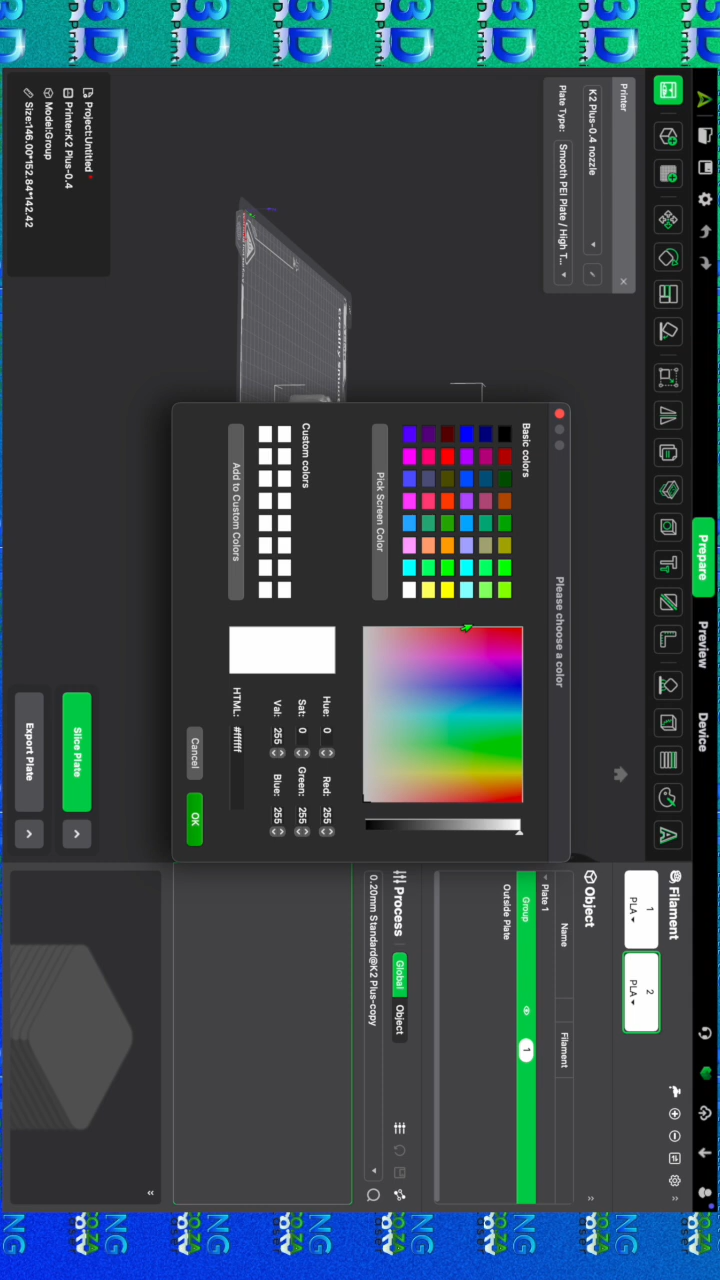 3D
D Printi
Prepare
Preview
Device
Printer
K2 Plus-0.4 nozzle
Plate Type:
Smooth PEI Plate / High T...
Project:Untitled *
Printer:K2 Plus-0.4
Model:Group
Size:146.00*152.84*142.42
Please choose a color
Basic colors
Pick Screen Color
Custom colors
Add to Custom Colors
Hue: 0
Red: 255
Sat: 0
Green: 255
Val: 255
Blue: 255
HTML: #ffffff
Cancel
OK
Slice Plate
Export Plate
Filament
1
PLA
2
PLA
Object
Name
Filament
Plate 1
Group
1
Outside Plate
Process
Global
Object
0.20mm Standard@K2 Plus-copy